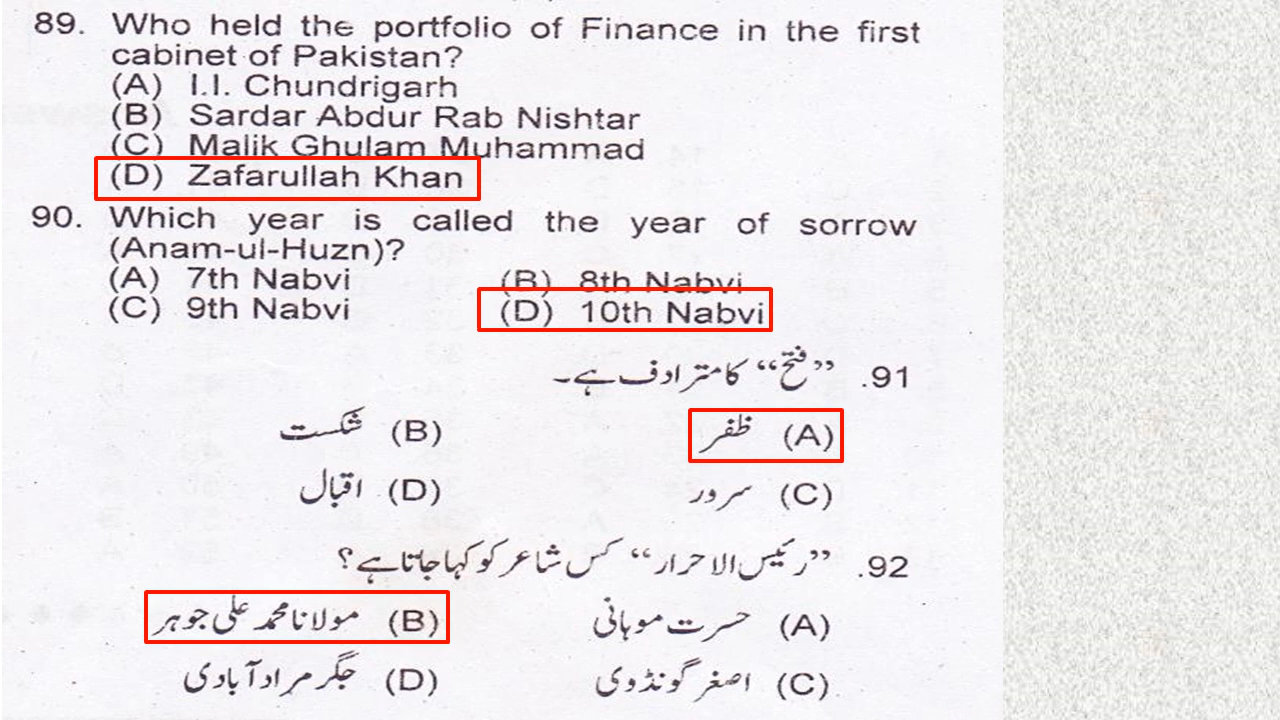 89. Who held the portfolio of Finance in the first
cabinet of Pakistan?
(A) I.I. Chundrigarh
(B) Sardar Abdur Rab Nishtar
(C) Malik Ghulam Muhammad
(D) Zafarullah Khan
90. Which year is called the year of sorrow
(Anam-ul-Huzn)?
(A) 7th Nabvi (B) 8th Nabvi
(C) 9th Nabvi (D) 10th Nabvi
91. ”فتح“ کا مترادف ہے۔
(A) ظفر (B) شکست
(C) سرور (D) اقبال
92. ”رئیس الاحرار“ کس شاعر کو کہا جاتا ہے؟
(A) حسرت موہانی (B) مولانا محمد علی جوہر
(C) اصغر گونڈوی (D) جگر مراد آبادی